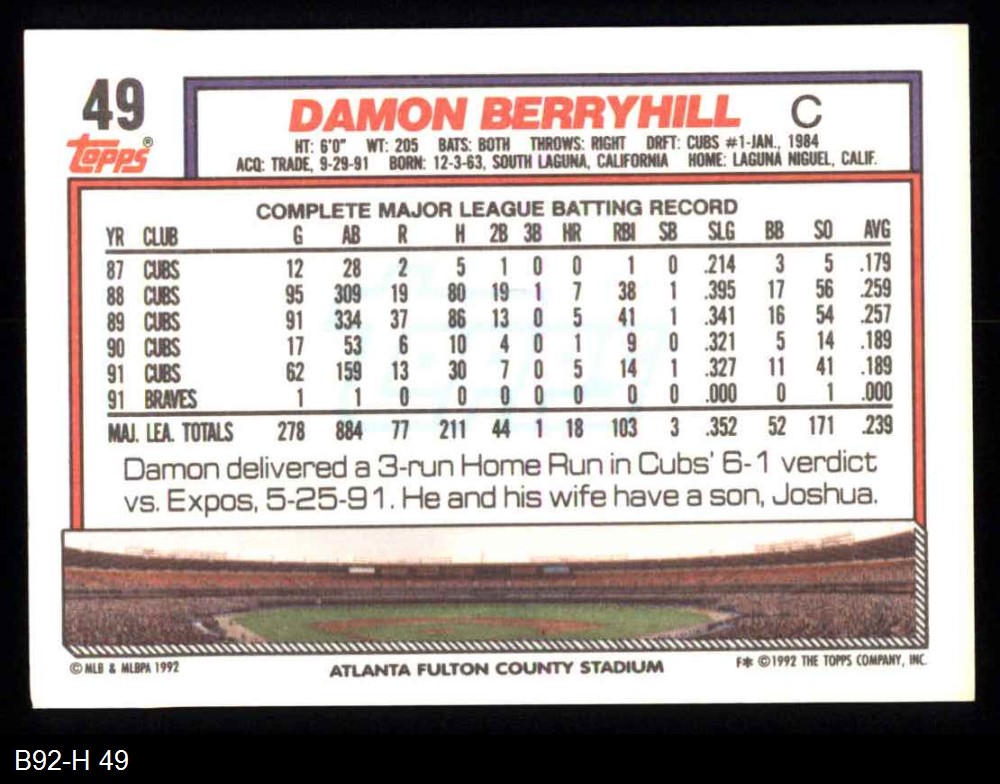 49
Topps®
DAMON BERRYHILL C
HT: 6'0" WT: 205 BATS: BOTH THROWS: RIGHT DRFT: CUBS #1-JAN., 1984
ACQ: TRADE, 9-29-91 BORN: 12-3-63, SOUTH LAGUNA, CALIFORNIA HOME: LAGUNA NIGUEL, CALIF.
COMPLETE MAJOR LEAGUE BATTING RECORD
YR CLUB G AB R H 2B 3B HR RBI SB SLG BB SO AVG
87 CUBS 12 28 2 5 1 0 0 1 0 .214 3 5 .179
88 CUBS 95 309 19 80 19 1 7 38 1 .395 17 56 .259
89 CUBS 91 334 37 86 13 0 5 41 1 .341 16 54 .257
90 CUBS 17 53 6 10 4 0 1 9 0 .321 5 14 .189
91 CUBS 62 159 13 30 7 0 5 14 1 .327 11 41 .189
91 BRAVES 1 1 0 0 0 0 0 0 0 .000 0 1 .000
MAJ. LEA. TOTALS 278 884 77 211 44 1 18 103 3 .352 52 171 .239
Damon delivered a 3-run Home Run in Cubs' 6-1 verdict
vs. Expos, 5-25-91. He and his wife have a son, Joshua.
© MLB & MLBPA 1992
ATLANTA FULTON COUNTY STADIUM
F* ©1992 THE TOPPS COMPANY, INC.
B92-H 49